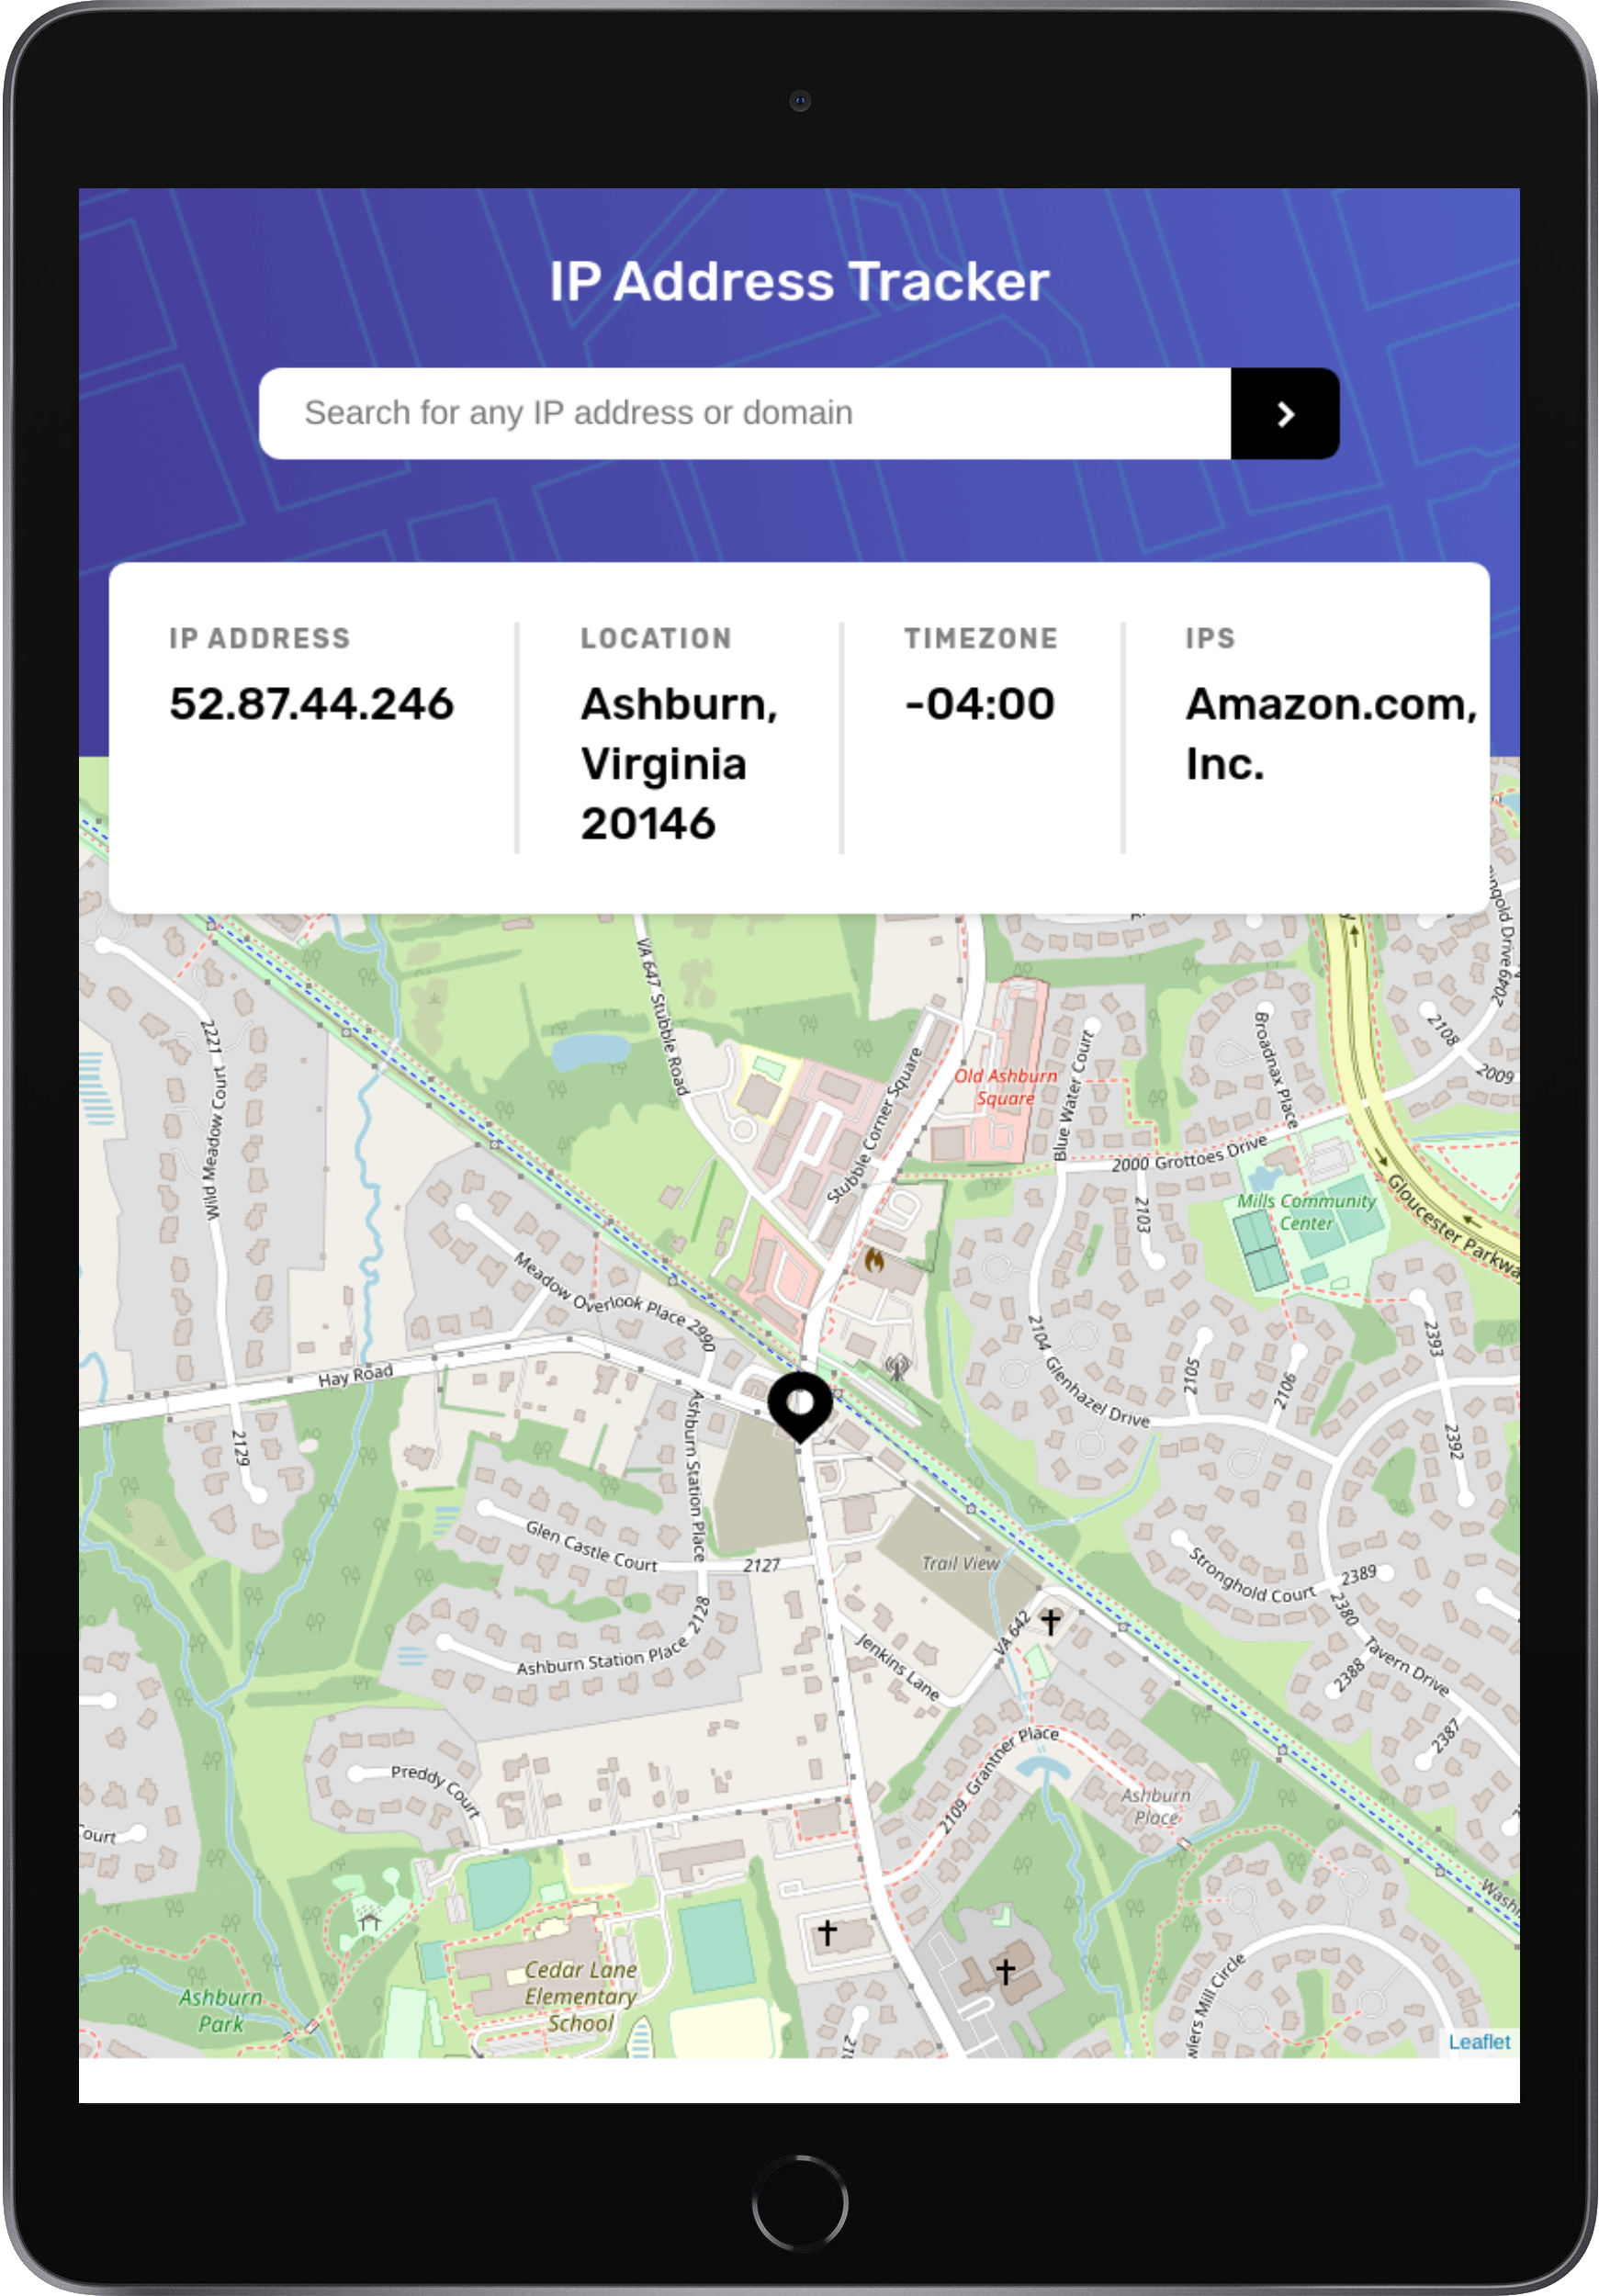 IP Address Tracker
Search for any IP address or domain
IP ADDRESS
52.87.44.246
LOCATION
Ashburn,
Virginia
20146
TIMEZONE
-04:00
IPS
Amazon.com,
Inc.
VA 647 Stubble Road
2221
Wild Meadow Court
Old Ashburn
Square
Stubble Corner Square
Blue Water Court
Broadnax Place
2049
2108
2009
2000 Grottoes Drive
2103
Mills Community
Center
Gloucester Parkwa
Meadow Overlook Place 2990
Hay Road
2104 Glenhazel Drive
2105
2106
2393
2392
2129
Ashburn Station Place
Glen Castle Court
2127
2128
Ashburn Station Place
Trail View
VA 642
Jenkins Lane
Stronghold Court
2389
2380
Tavern Drive
2388
2387
2109 Grantner Place
Ashburn
Place
Preddy Court
Court
Washi
Cedar Lane
Elementary
School
Ashburn
Park
Mill Circle
Leaflet